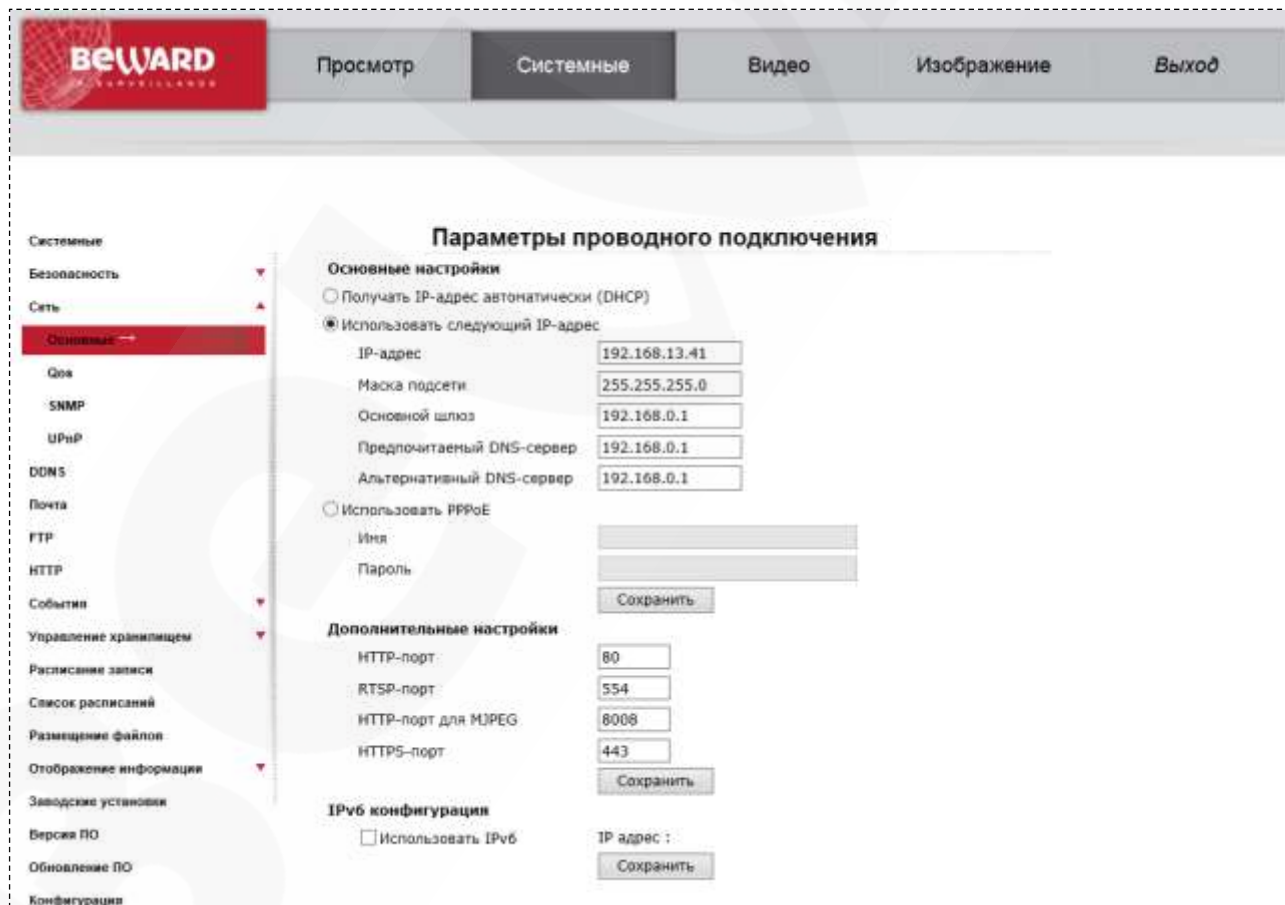 BEWARD
Просмотр
Системные
Видео
Изображение
Выход
Системные
Безопасность
Сеть
Основные →
Qos
SNMP
UPnP
DDNS
Почта
FTP
HTTP
События
Управление хранилищем
Расписание записи
Список расписаний
Размещение файлов
Отображение информации
Заводские установки
Версия ПО
Обновление ПО
Конфигурация
Параметры проводного подключения
Основные настройки
Получать IP-адрес автоматически (DHCP)
Использовать следующий IP-адрес
IP-адрес 192.168.13.41
Маска подсети 255.255.255.0
Основной шлюз 192.168.0.1
Предпочитаемый DNS-сервер 192.168.0.1
Альтернативный DNS-сервер 192.168.0.1
Использовать PPPoE
Имя
Пароль
Сохранить
Дополнительные настройки
HTTP-порт 80
RTSP-порт 554
HTTP-порт для MJPEG 8008
HTTPS-порт 443
Сохранить
IPv6 конфигурация
Использовать IPv6 IP адрес :
Сохранить